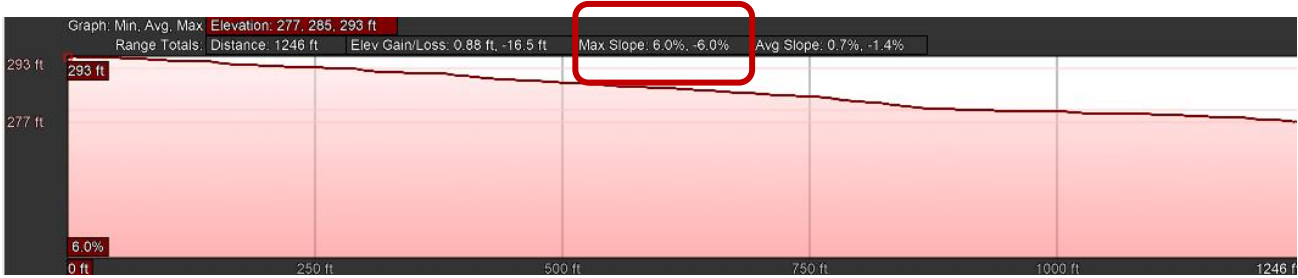 Graph: Min, Avg, Max Elevation: 277, 285, 293 ft
Range Totals: Distance: 1246 ft Elev Gain/Loss: 0.88 ft, -16.5 ft Max Slope: 6.0%, -6.0% Avg Slope: 0.7%, -1.4%
293 ft
293 ft
277 ft
6.0%
0 ft 250 ft 500 ft 750 ft 1000 ft 1246 f